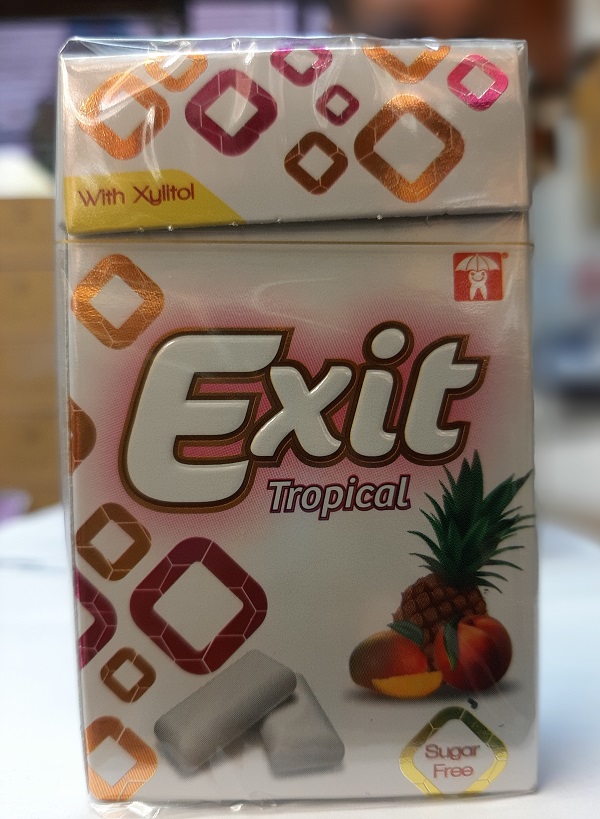 With Xylitol
Exit
Tropical
Sugar
Free